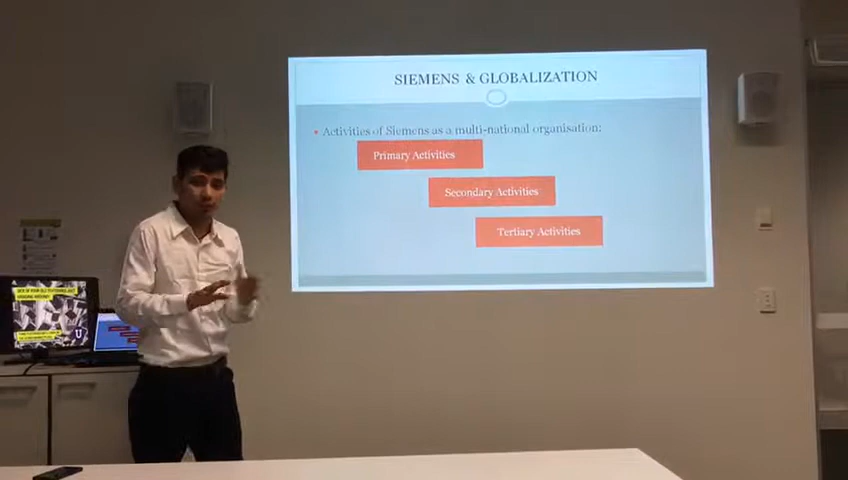 SIEMENS & GLOBALIZATION
Activities of Siemens as a multi-national organisation:
Primary Activities
Secondary Activities
Tertiary Activities